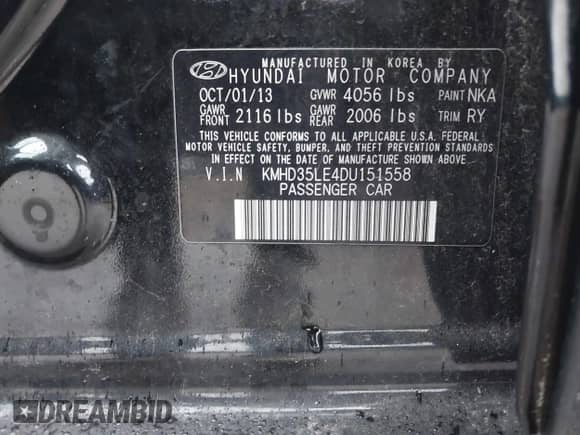 MANUFACTURED IN KOREA BY
HYUNDAI MOTOR COMPANY
OCT/01/13 GVWR 4056 lbs PAINT NKA
GAWR FRONT 2116 lbs GAWR REAR 2006 lbs TRIM RY
THIS VEHICLE CONFORMS TO ALL APPLICABLE U.S.A. FEDERAL
MOTOR VEHICLE SAFETY, BUMPER, AND THEFT PREVENTION STANDARDS
IN EFFECT ON THE DATE OF MANUFACTURE SHOWN ABOVE
V.I.N KMHD35LE4DU151558
PASSENGER CAR
DREAMBID